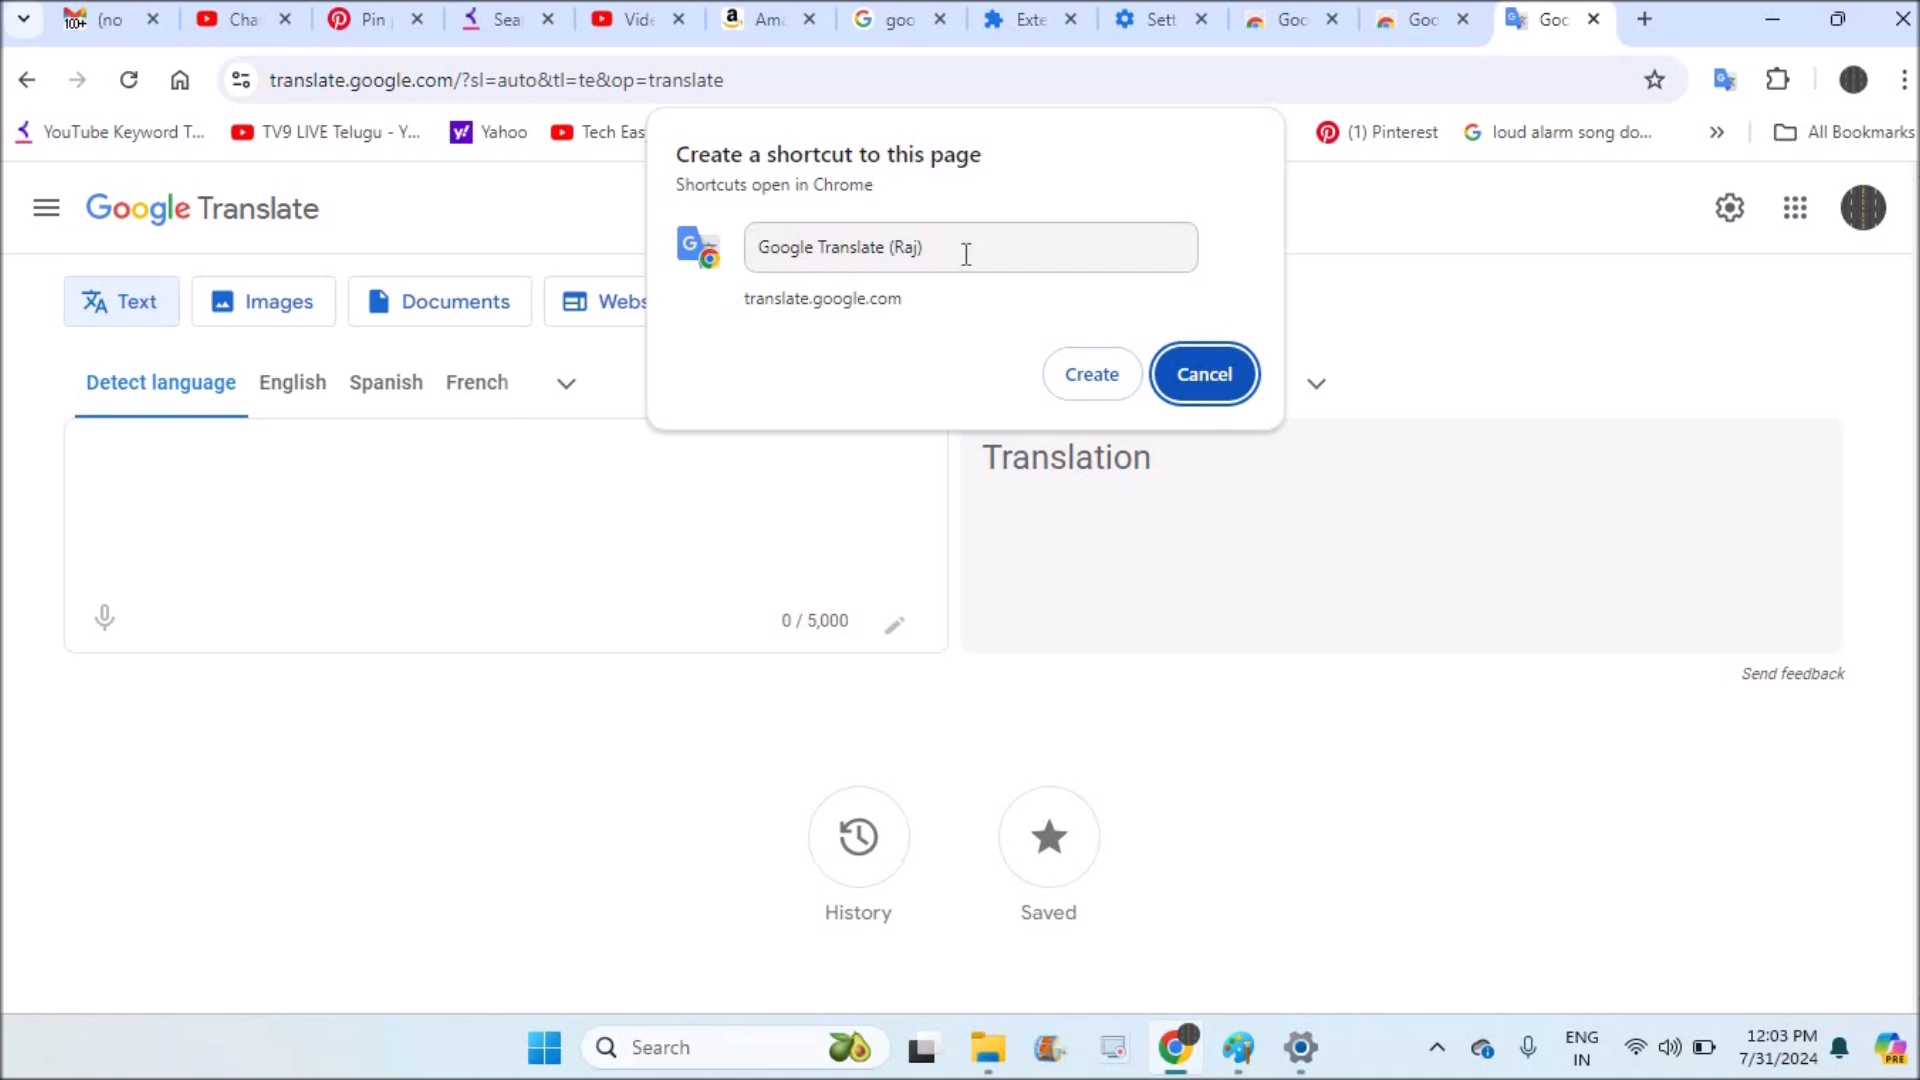 100+
(no
Cha
Pin
Sea
Vide
a
Ama
G
goo
Exte
Sett
Goo
Goo
Goo
translate.google.com/?sl=auto&tl=te&op=translate
YouTube Keyword T...
TV9 LIVE Telugu - Y...
y!
Yahoo
Tech Eas
(1) Pinterest
G
loud alarm song do...
All Bookmarks
Google Translate
Create a shortcut to this page
Shortcuts open in Chrome
G
Google Translate (Raj)
translate.google.com
Create
Cancel
Text
Images
Documents
Webs
Detect language
English
Spanish
French
Translation
0 / 5,000
Send feedback
History
Saved
Search
ENG
IN
12:03 PM
7/31/2024
PRE